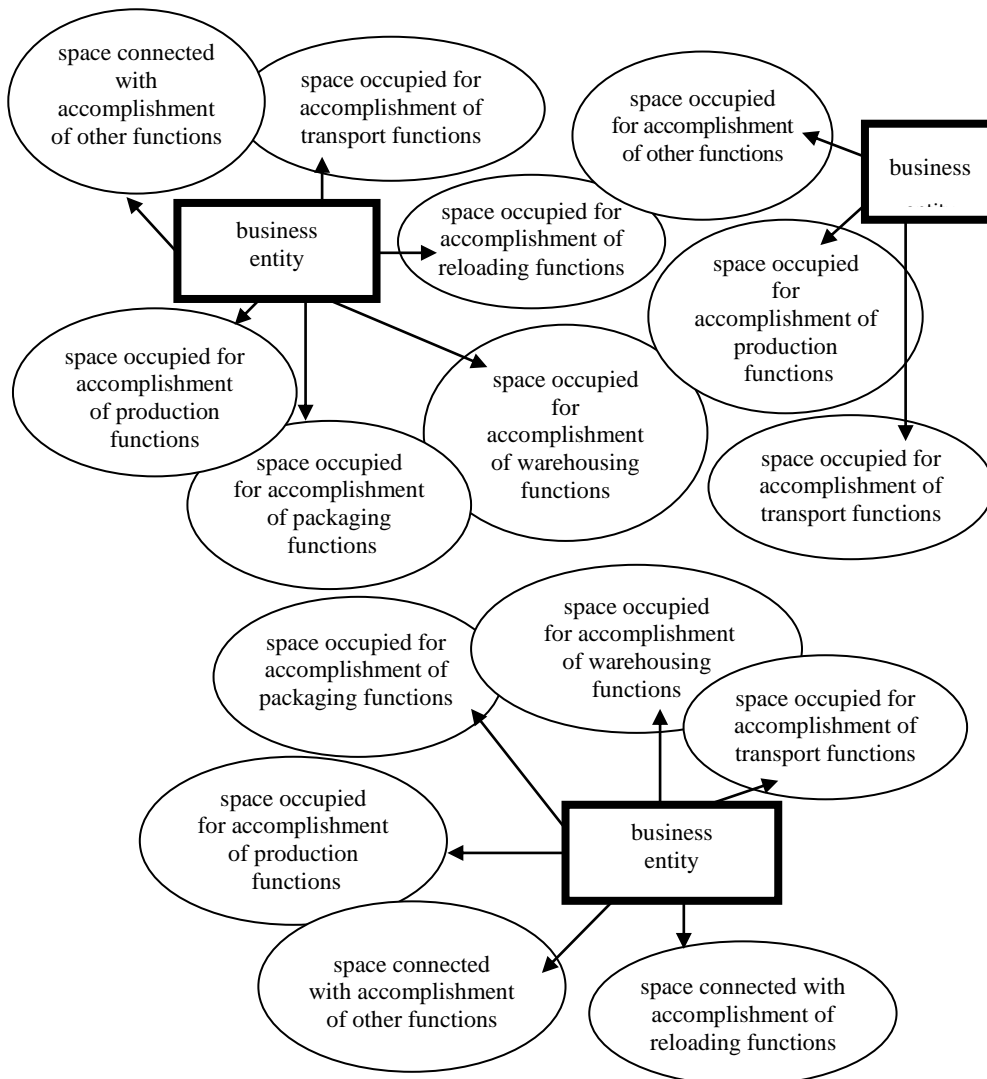 space connected
with
accomplishment
of other functions
space occupied for
accomplishment of
transport functions
space occupied
for accomplishment
of other functions
business
business
entity
space occupied for
accomplishment of
reloading functions
space occupied
for
accomplishment of
production
functions
space occupied for
accomplishment
of production
functions
space occupied
for
accomplishment
of warehousing
functions
space occupied
for accomplishment
of packaging
functions
space occupied for
accomplishment of
transport functions
space occupied for
accomplishment of
packaging functions
space occupied
for accomplishment
of warehousing
functions
space occupied for
accomplishment of
transport functions
space occupied
for accomplishment
of production
functions
business
entity
space connected
with accomplishment
of other functions
space connected with
accomplishment of
reloading functions